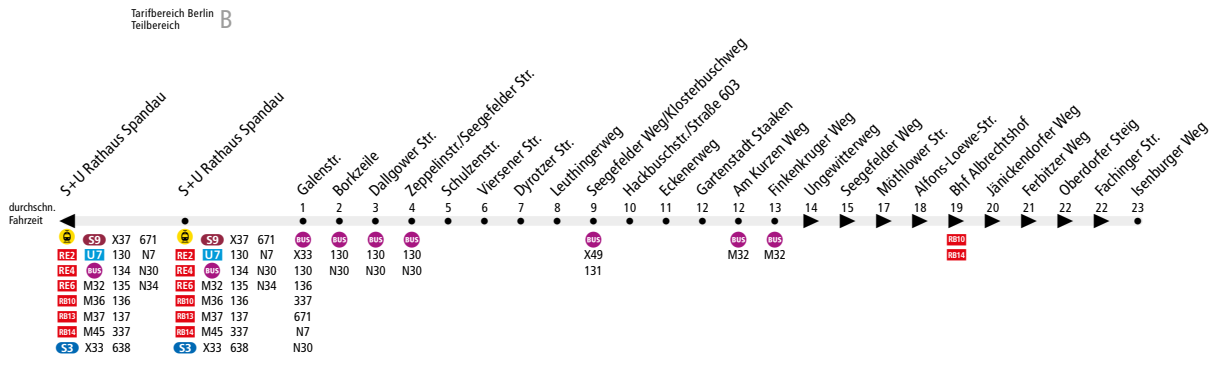 Tarifbereich Berlin B
Teilbereich
S+U Rathaus Spandau
S+U Rathaus Spandau
Galenstr.
Borkzeile
Dallgower Str.
Zeppelinstr./Seegefelder Str.
Schulzenstr.
Viersener Str.
Dyrotzer Str.
Leuthingerweg
Seegefelder Weg/Klosterbuschweg
Hackbuschstr./Straße 603
Eckenerweg
Gartenstadt Staaken
Am Kurzen Weg
Finkenkruger Weg
Ungewitterweg
Seegefelder Weg
Möthlower Str.
Alfons-Loewe-Str.
Bhf Albrechtshof
Jänickendorfer Weg
Ferbitzer Weg
Oberdorfer Steig
Fachinger Str.
Isenburger Weg
durchschn. 1 2 3 4 5 6 7 8 9 10 11 12 12 13 14 15 17 18 19 20 21 22 22 23
Fahrzeit
S9 X37 671 S9 X37 671 BUS BUS BUS BUS BUS BUS BUS RB10
RE2 U7 130 N7 RE2 U7 130 N7 X33 130 130 130 X49 M32 M32 RB14
RE4 BUS 134 N30 RE4 BUS 134 N30 130 N30 N30 N30 131
RE6 M32 135 N34 RE6 M32 135 N34 136
RB10 M36 136 RB10 M36 136 337
RB13 M37 137 RB13 M37 137 671
RB14 M45 337 RB14 M45 337 N7
S3 X33 638 S3 X33 638 N30